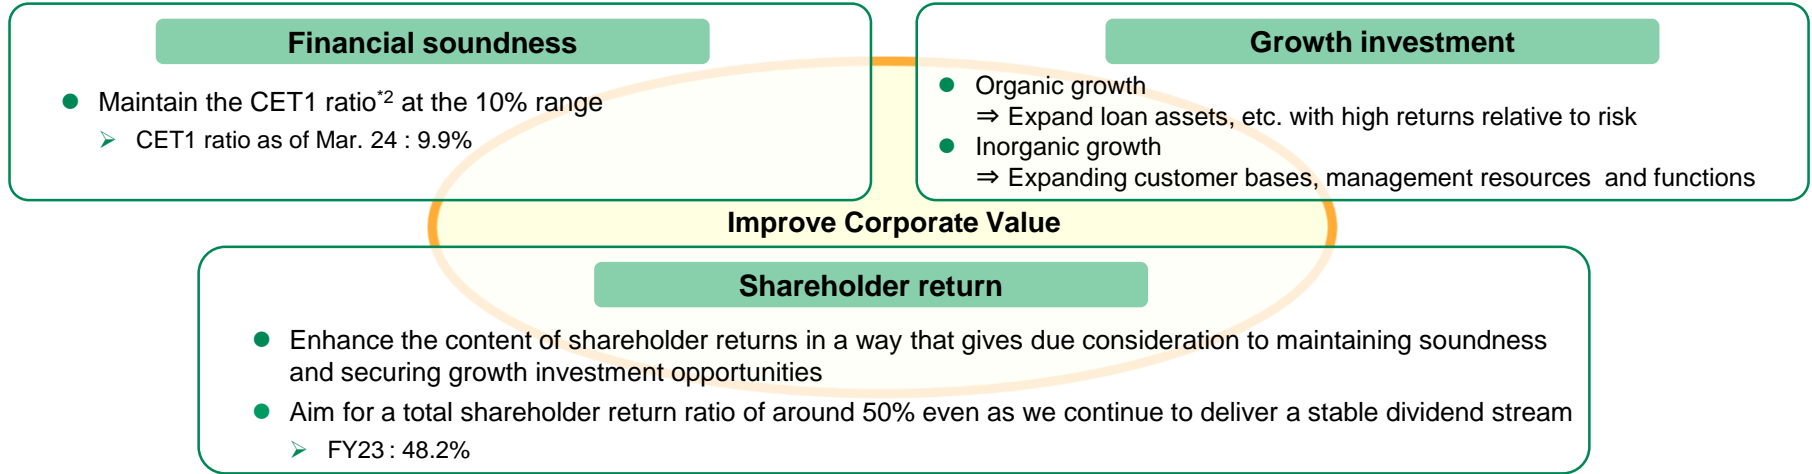 Financial soundness
● Maintain the CET1 ratio*2 at the 10% range
➢ CET1 ratio as of Mar. 24 : 9.9%
Growth investment
● Organic growth
⇒ Expand loan assets, etc. with high returns relative to risk
● Inorganic growth
⇒ Expanding customer bases, management resources and functions
Improve Corporate Value
Shareholder return
● Enhance the content of shareholder returns in a way that gives due consideration to maintaining soundness
and securing growth investment opportunities
● Aim for a total shareholder return ratio of around 50% even as we continue to deliver a stable dividend stream
➢ FY23 : 48.2%